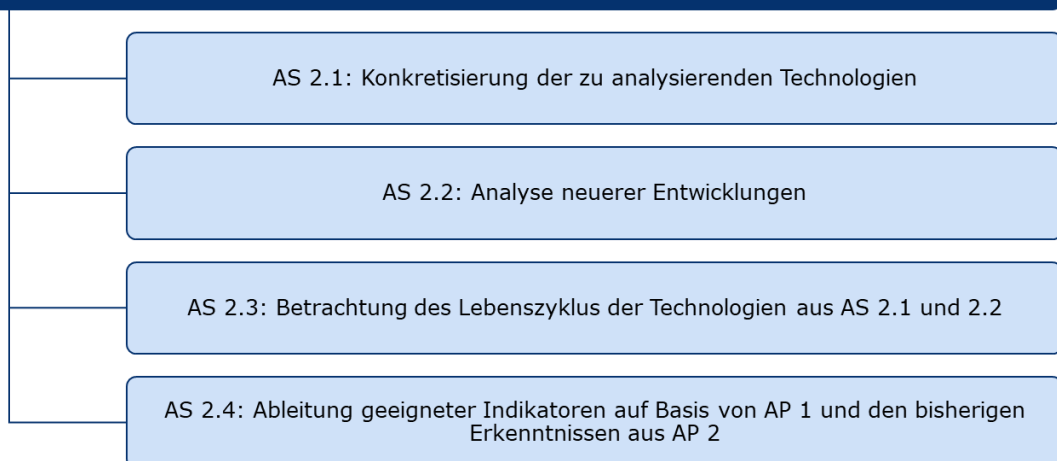 AS 2.1: Konkretisierung der zu analysierenden Technologien
AS 2.2: Analyse neuerer Entwicklungen
AS 2.3: Betrachtung des Lebenszyklus der Technologien aus AS 2.1 und 2.2
AS 2.4: Ableitung geeigneter Indikatoren auf Basis von AP 1 und den bisherigen
Erkenntnissen aus AP 2